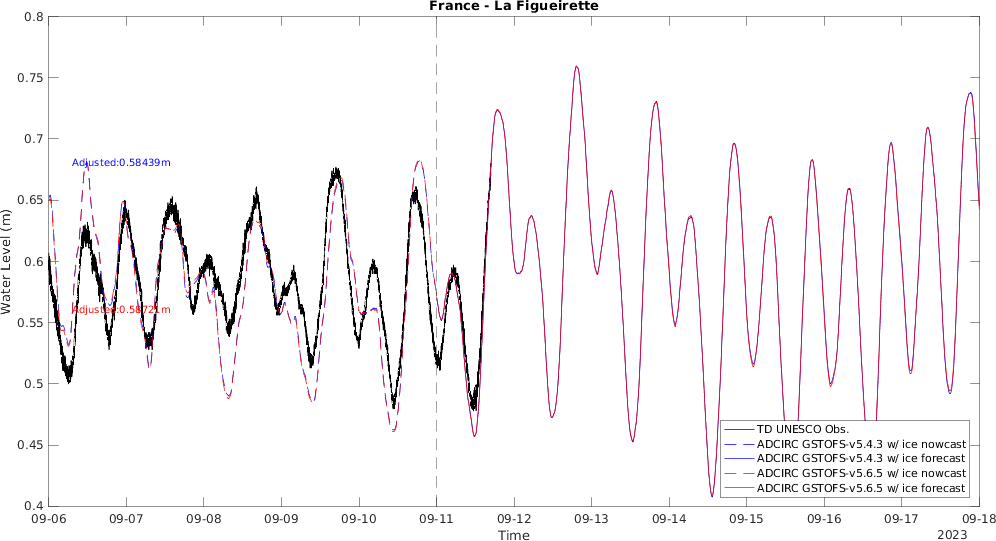 France - La Figueirette
0.8
0.75
0.7
0.65
0.6
0.55
0.5
0.45
0.4
Water Level (m)
Adjusted:0.58439m
Adjusted:0.58721m
TD UNESCO Obs.
ADCIRC GSTOFS-v5.4.3 w/ ice nowcast
ADCIRC GSTOFS-v5.4.3 w/ ice forecast
ADCIRC GSTOFS-v5.6.5 w/ ice nowcast
ADCIRC GSTOFS-v5.6.5 w/ ice forecast
09-06 09-07 09-08 09-09 09-10 09-11 09-12 09-13 09-14 09-15 09-16 09-17 09-18
Time
2023